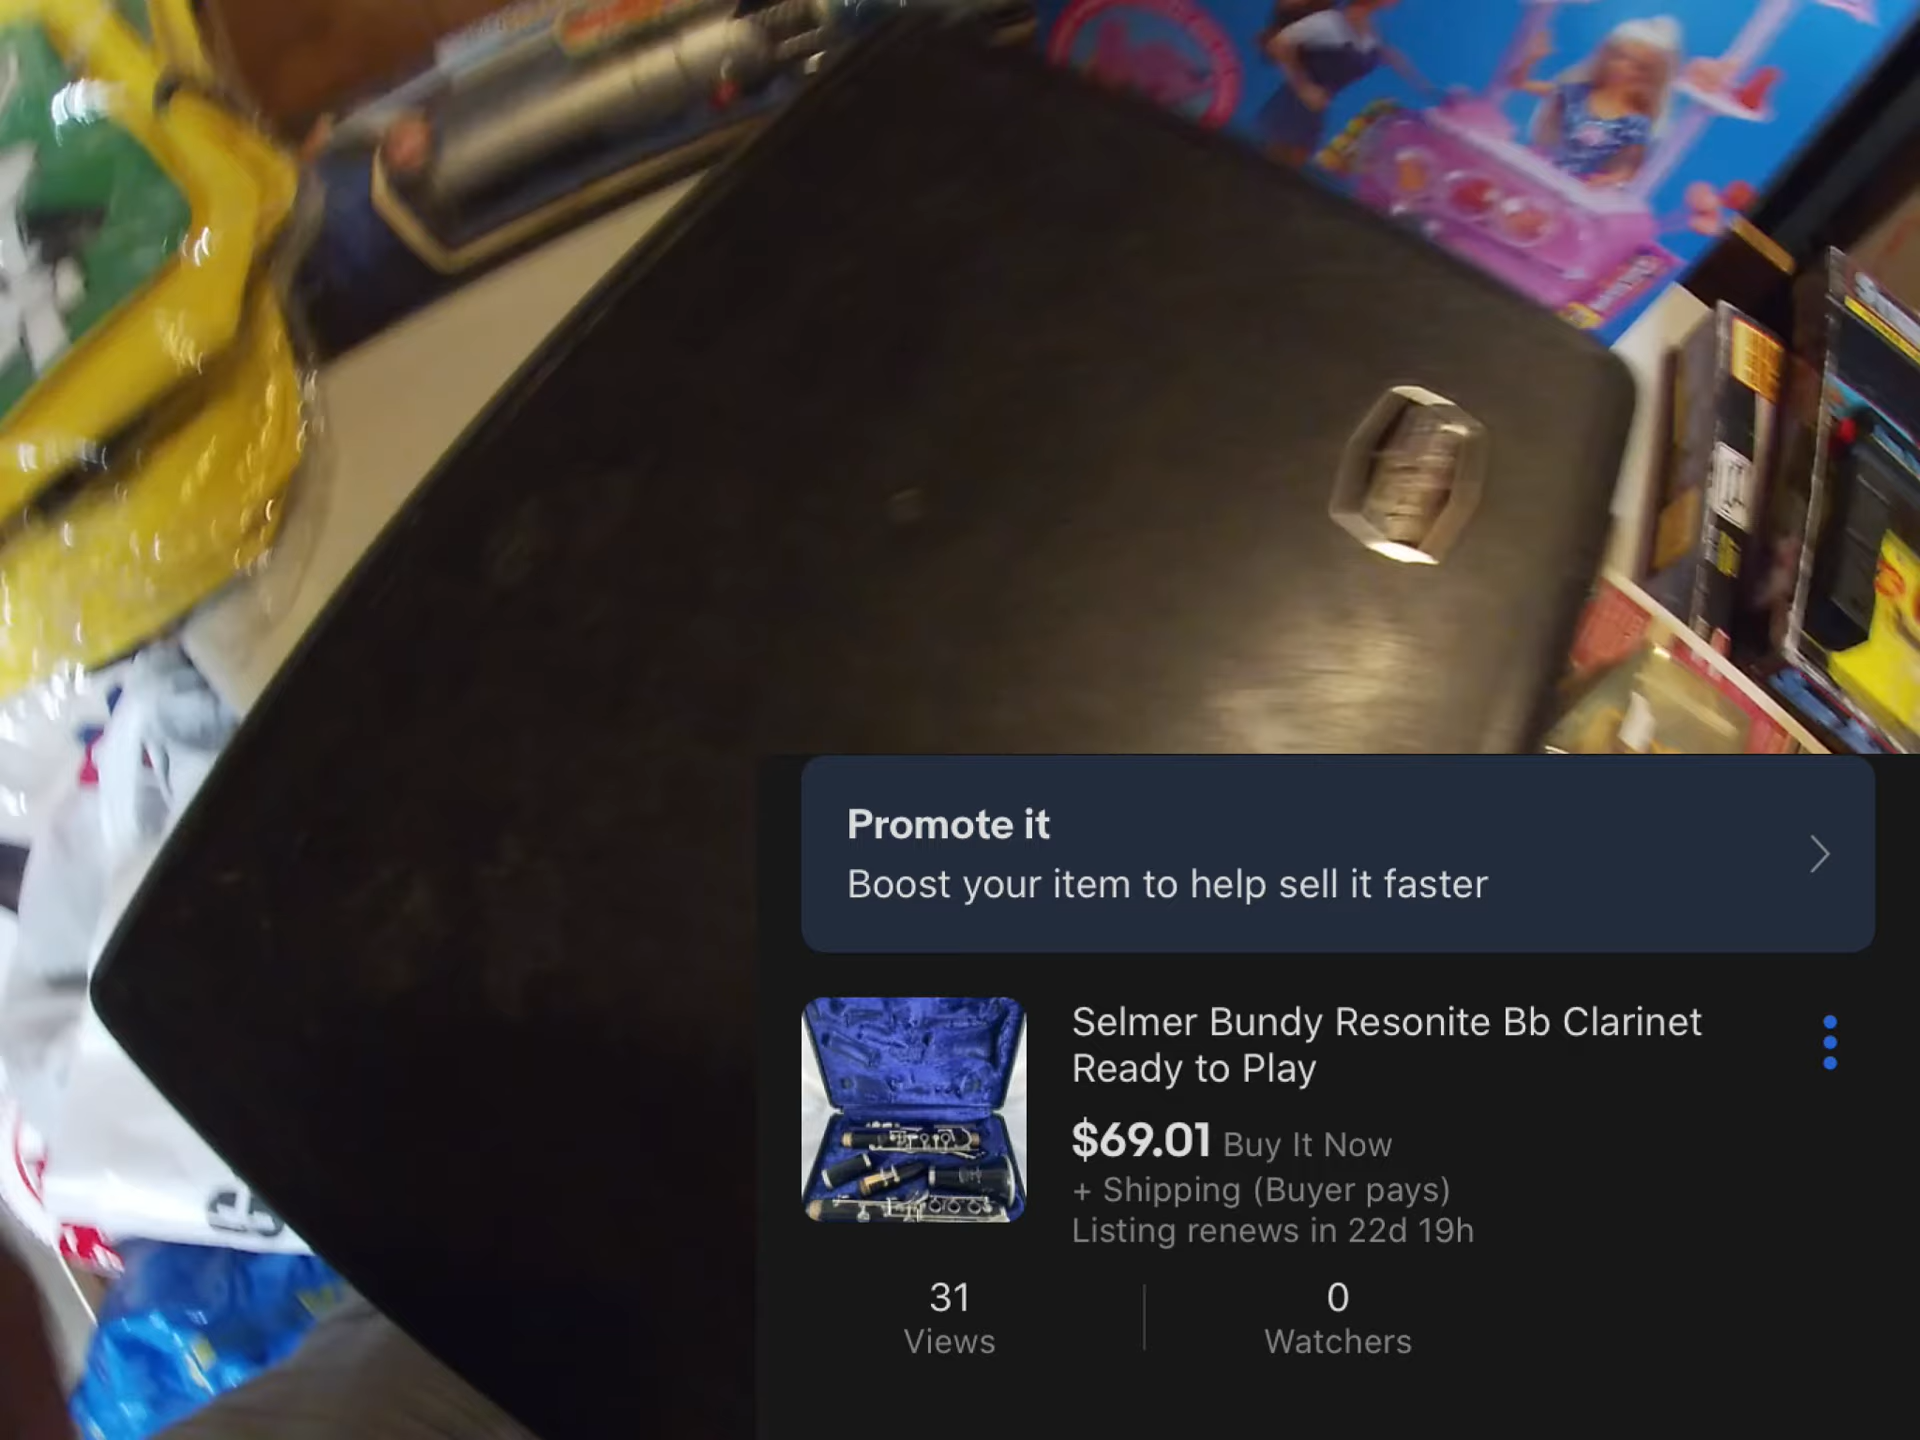 Promote it
Boost your item to help sell it faster
Selmer Bundy Resonite Bb Clarinet
Ready to Play
$69.01 Buy It Now
+ Shipping (Buyer pays)
Listing renews in 22d 19h
31
Views
0
Watchers